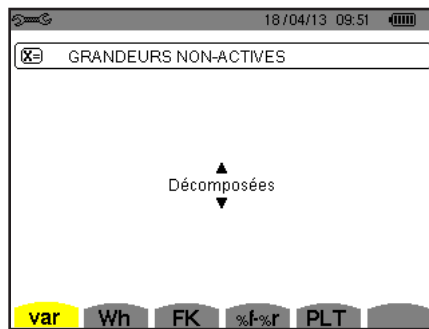 18/04/13 09:51
X= GRANDEURS NON-ACTIVES
Décomposées
var Wh FK %f-%r PLT